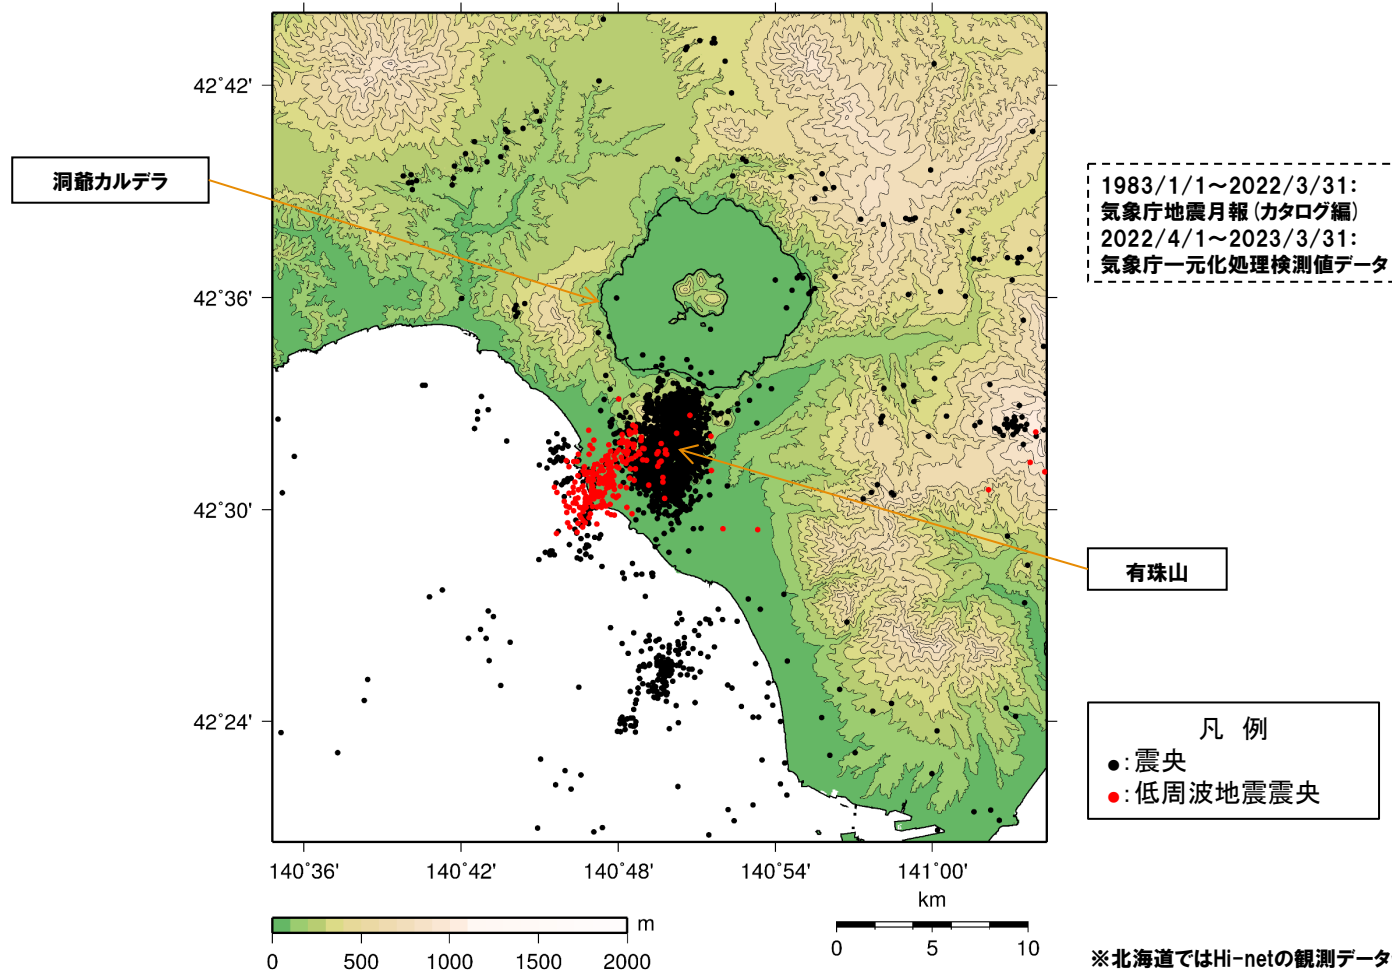 42°42'
42°36'
42°30'
42°24'
洞爺カルデラ
1983/1/1～2022/3/31:
気象庁地震月報(カタログ編)
2022/4/1～2023/3/31:
気象庁一元化処理検測値データ
有珠山
凡 例
●:震央
●:低周波地震震央
140°36'
140°42'
140°48'
140°54'
141°00'
km
0
5
10
m
0
500
1000
1500
2000
※北海道ではHi-netの観測データ